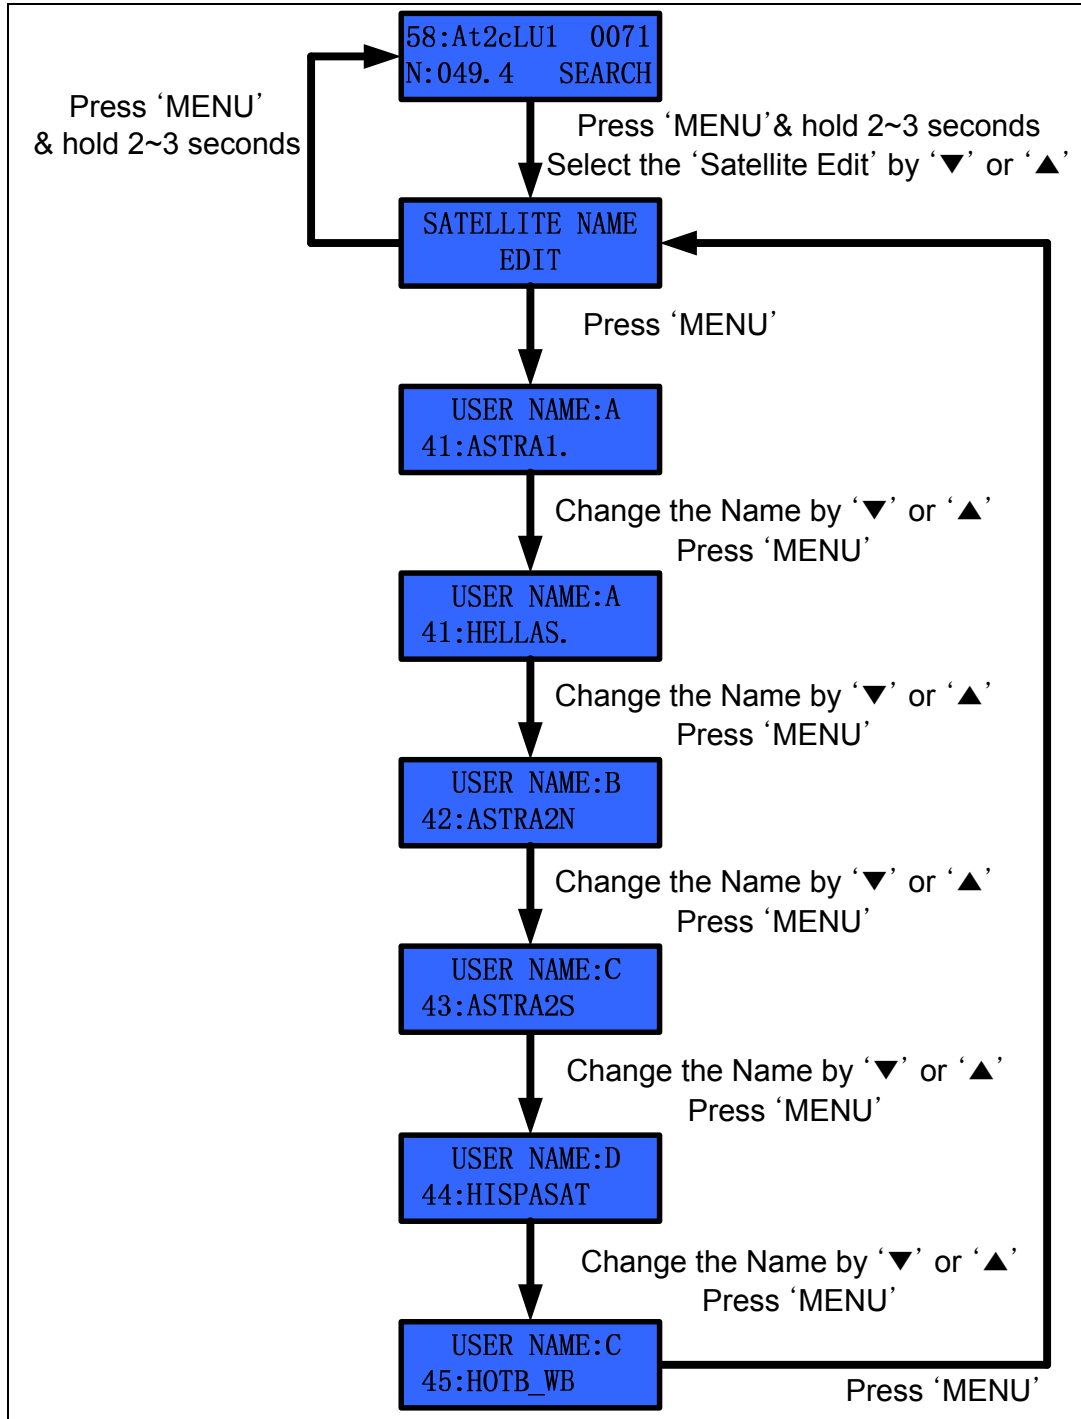 58:At2cLU1 0071
N:049.4 SEARCH
Press ‘MENU’
& hold 2~3 seconds
Press ‘MENU’& hold 2~3 seconds
Select the ‘Satellite Edit’ by ‘▼’ or ‘▲’
SATELLITE NAME
EDIT
Press ‘MENU’
USER NAME:A
41:ASTRA1.
Change the Name by ‘▼’ or ‘▲’
Press ‘MENU’
USER NAME:A
41:HELLAS.
Change the Name by ‘▼’ or ‘▲’
Press ‘MENU’
USER NAME:B
42:ASTRA2N
Change the Name by ‘▼’ or ‘▲’
Press ‘MENU’
USER NAME:C
43:ASTRA2S
Change the Name by ‘▼’ or ‘▲’
Press ‘MENU’
USER NAME:D
44:HISPASAT
Change the Name by ‘▼’ or ‘▲’
Press ‘MENU’
USER NAME:C
45:HOTB_WB
Press ‘MENU’